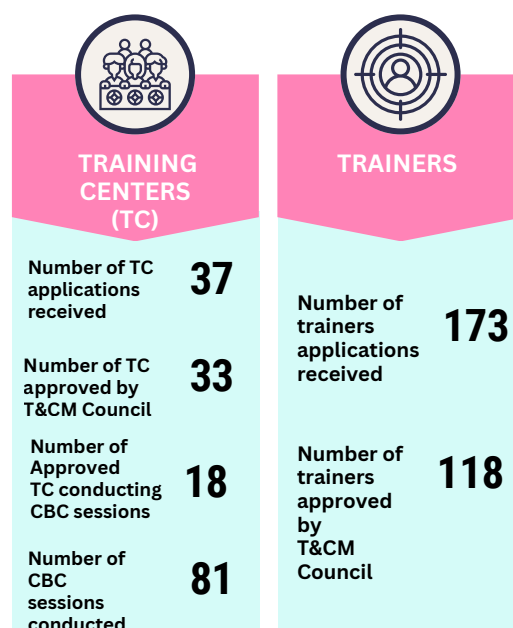 TRAINING
CENTERS
(TC)
Number of TC
applications
received
37
Number of TC
approved by
T&CM Council
33
Number of
Approved
TC conducting
CBC sessions
18
Number of
CBC
sessions
conducted
81
TRAINERS
Number of
trainers
applications
received
173
Number of
trainers
approved
by
T&CM
Council
118